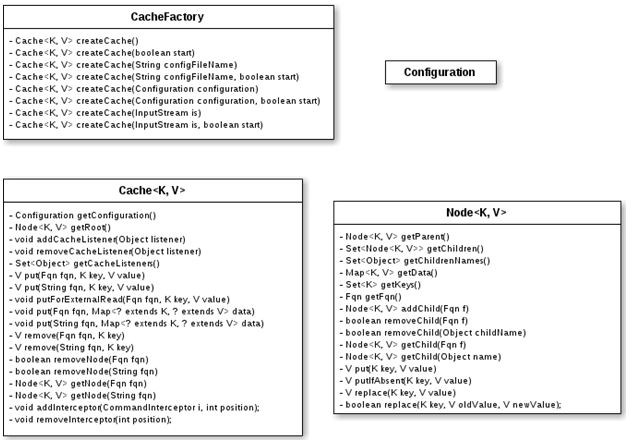 CacheFactory
- Cache<K, V> createCache()
- Cache<K, V> createCache(boolean start)
- Cache<K, V> createCache(String configFileName)
- Cache<K, V> createCache(String configFileName, boolean start)
- Cache<K, V> createCache(Configuration configuration)
- Cache<K, V> createCache(Configuration configuration, boolean start)
- Cache<K, V> createCache(InputStream is)
- Cache<K, V> createCache(InputStream is, boolean start)
Configuration
Cache<K, V>
- Configuration getConfiguration()
- Node<K, V> getRoot()
- void addCacheListener(Object listener)
- void removeCacheListener(Object listener)
- Set<Object> getCacheListeners()
- V put(Fqn fqn, K key, V value)
- V put(String fqn, K key, V value)
- void putForExternalRead(Fqn fqn, K key, V value)
- void put(Fqn fqn, Map<? extends K, ? extends V> data)
- void put(String fqn, Map<? extends K, ? extends V> data)
- V remove(Fqn fqn, K key)
- V remove(String fqn, K key)
- boolean removeNode(Fqn fqn)
- boolean removeNode(String fqn)
- Node<K, V> getNode(Fqn fqn)
- Node<K, V> getNode(String fqn)
- void addInterceptor(CommandInterceptor i, int position);
- void removeInterceptor(int position);
Node<K, V>
- Node<K, V> getParent()
- Set<Node<K, V>> getChildren()
- Set<Object> getChildrenNames()
- Map<K, V> getData()
- Set<K> getKeys()
- Fqn getFqn()
- Node<K, V> addChild(Fqn f)
- boolean removeChild(Fqn f)
- boolean removeChild(Object childName)
- Node<K, V> getChild(Fqn f)
- Node<K, V> getChild(Object name)
- V put(K key, V value)
- V putIfAbsent(K key, V value)
- V replace(K key, V value)
- boolean replace(K key, V oldValue, V newValue);